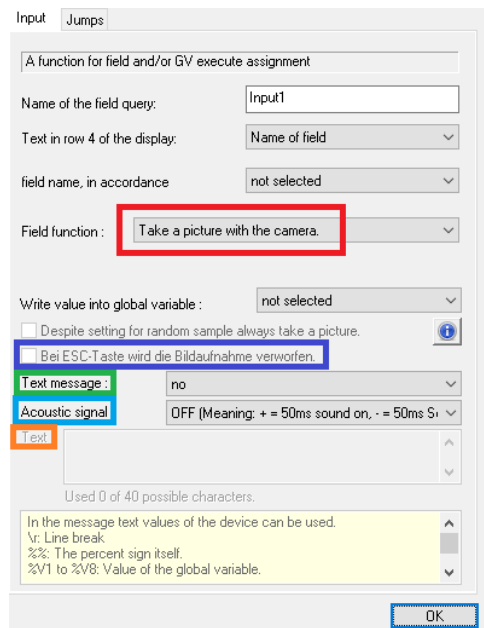 Input Jumps
A function for field and/or GV execute assignment
Name of the field query: Input1
Text in row 4 of the display: Name of field
field name, in accordance not selected
Field function : Take a picture with the camera.
Write value into global variable : not selected
Despite setting for random sample always take a picture.
Bei ESC-Taste wird die Bildaufnahme verworfen.
Text message : no
Acoustic signal OFF (Meaning: + = 50ms sound on, - = 50ms
Text
Used 0 of 40 possible characters.
In the message text values of the device can be used.
\r: Line break
%%: The percent sign itself.
%V1 to %V8: Value of the global variable.
OK